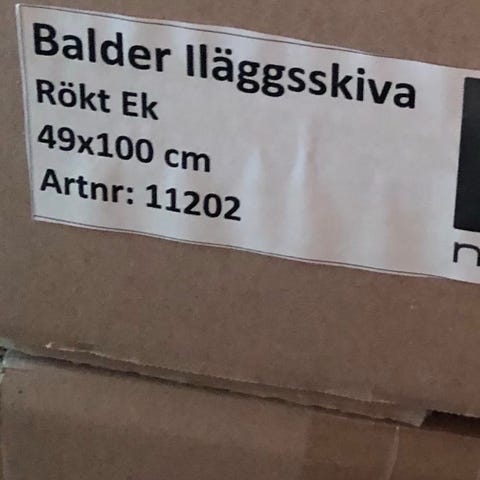 Balder Iläggsskiva
Rökt Ek
49x100 cm
Artnr: 11202